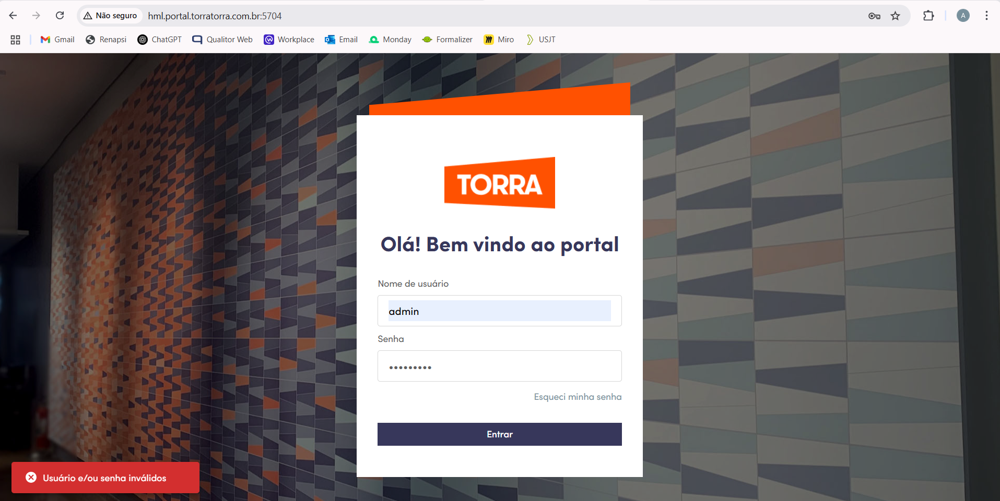 Não seguro
hml.portal.torratorra.com.br:5704
A
Gmail
Renapsi
ChatGPT
Qualitor Web
Workplace
Email
Monday
Formalizer
Miro
USJT
TORRA
Olá! Bem vindo ao portal
Nome de usuário
admin
Senha
•••••••••
Esqueci minha senha
Entrar
Usuário e/ou senha inválidos